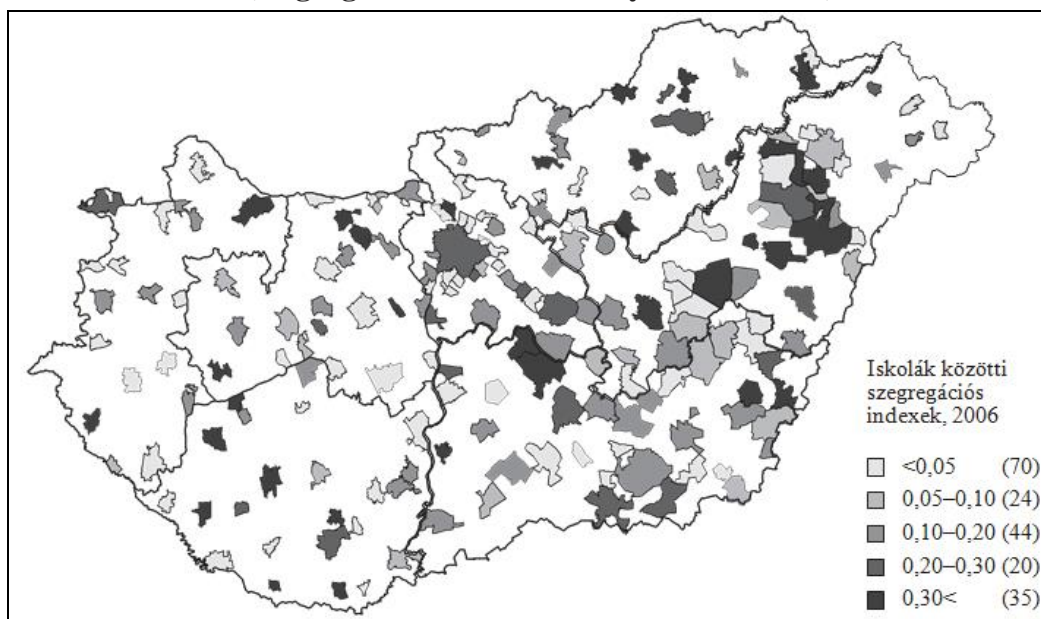 Iskolák közötti
szegregációs
indexek, 2006
<0,05 (70)
0,05–0,10 (24)
0,10–0,20 (44)
0,20–0,30 (20)
0,30< (35)